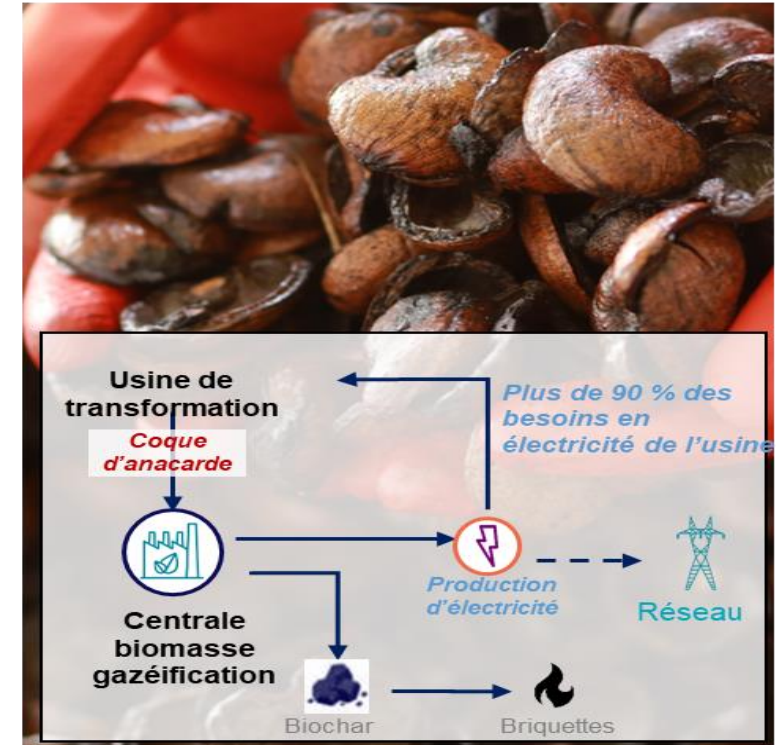 Usine de
transformation
Coque
d'anacarde
Plus de 90 % des
besoins en
électricité de l'usine
Production
d'électricité
Réseau
Centrale
biomasse
gazéification
Biochar
Briquettes